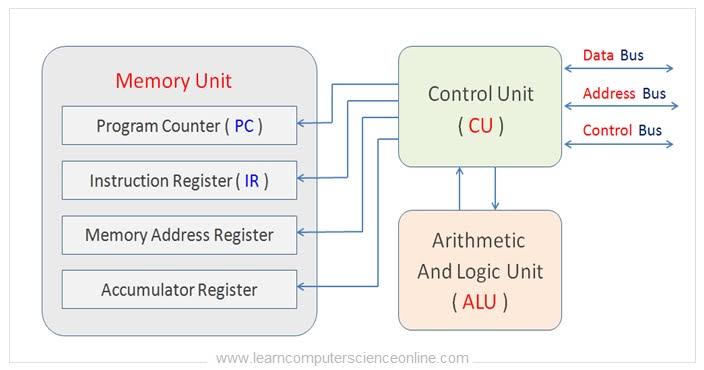 Memory Unit
Program Counter ( PC )
Instruction Register ( IR )
Memory Address Register
Accumulator Register
Control Unit
( CU )
Arithmetic
And Logic Unit
( ALU )
Data Bus
Address Bus
Control Bus
www.learncomputerscienceonline.com